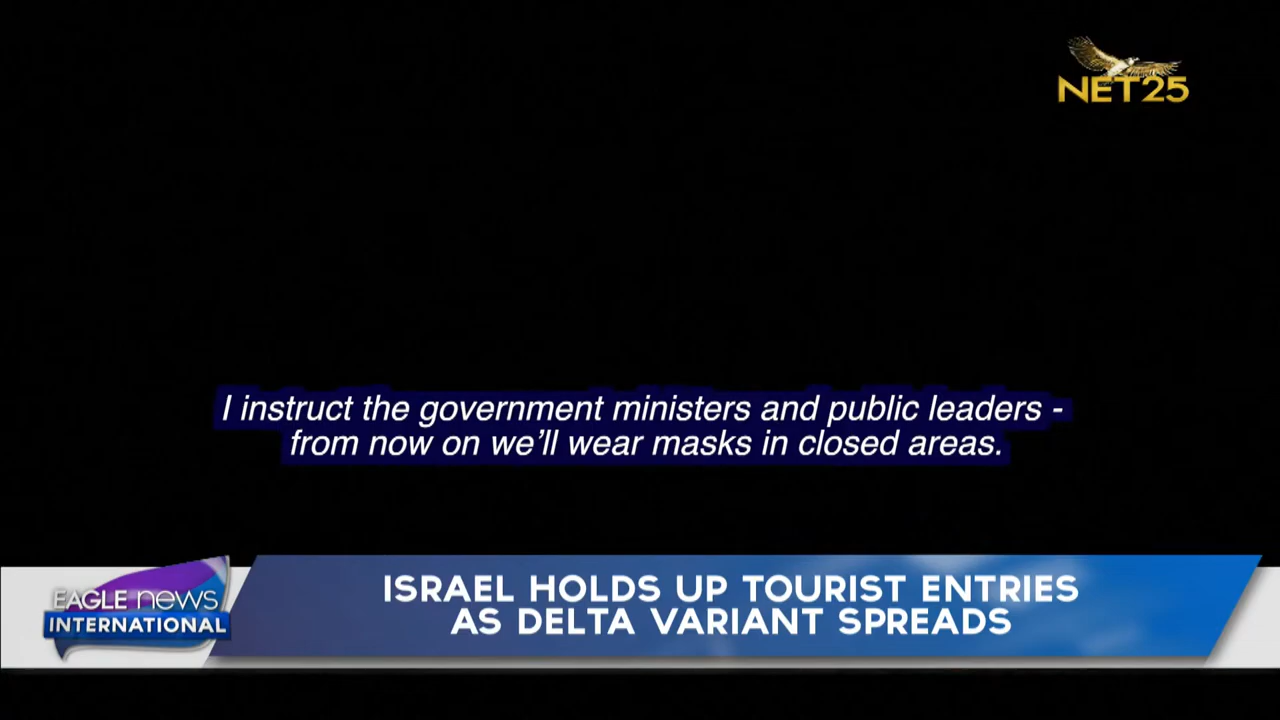 NET25
I instruct the government ministers and public leaders -
from now on we'll wear masks in closed areas.
EAGLE news
INTERNATIONAL
ISRAEL HOLDS UP TOURIST ENTRIES
AS DELTA VARIANT SPREADS